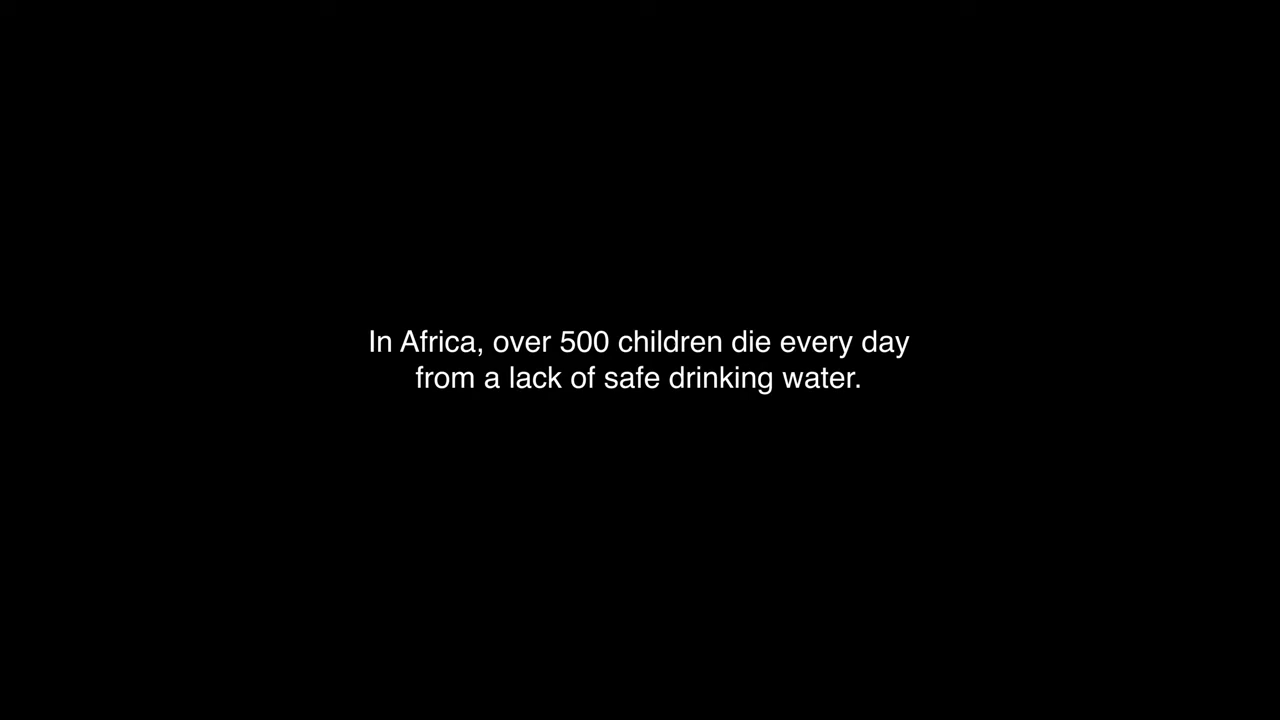 In Africa, over 500 children die every day
from a lack of safe drinking water.